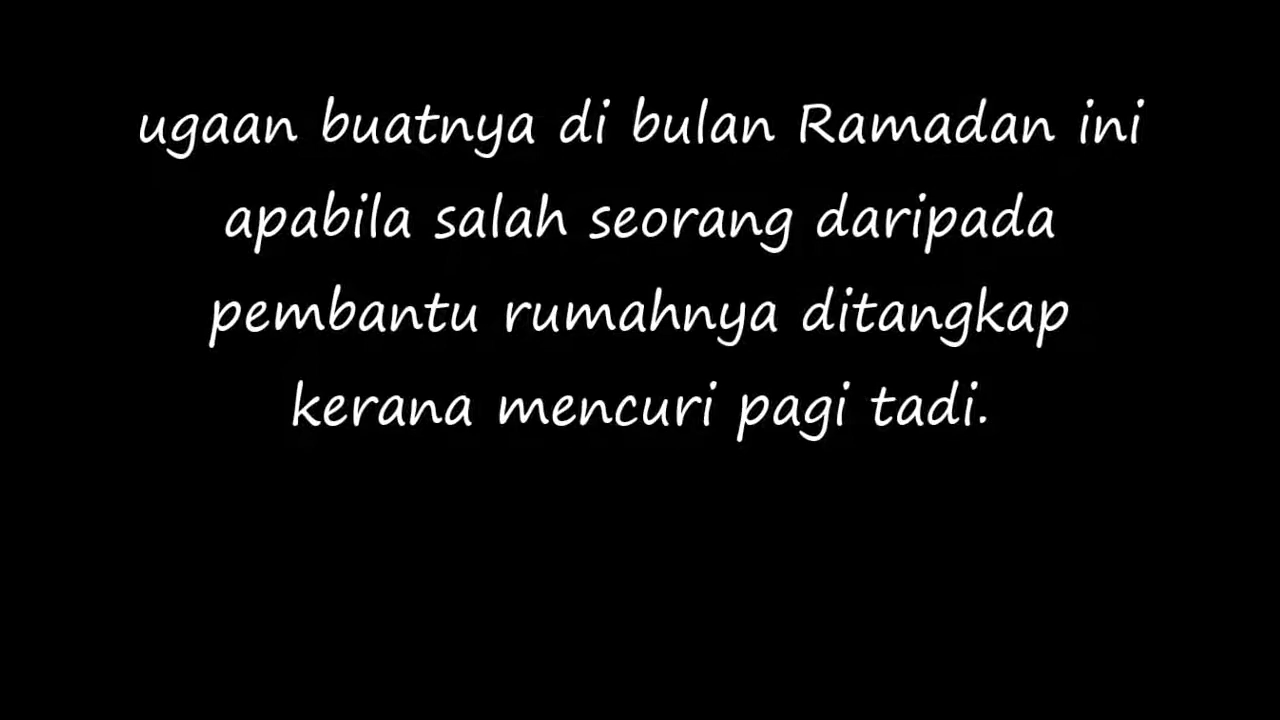 ugaan buatnya di bulan Ramadan ini
apabila salah seorang daripada
pembantu rumahnya ditangkap
kerana mencuri pagi tadi.